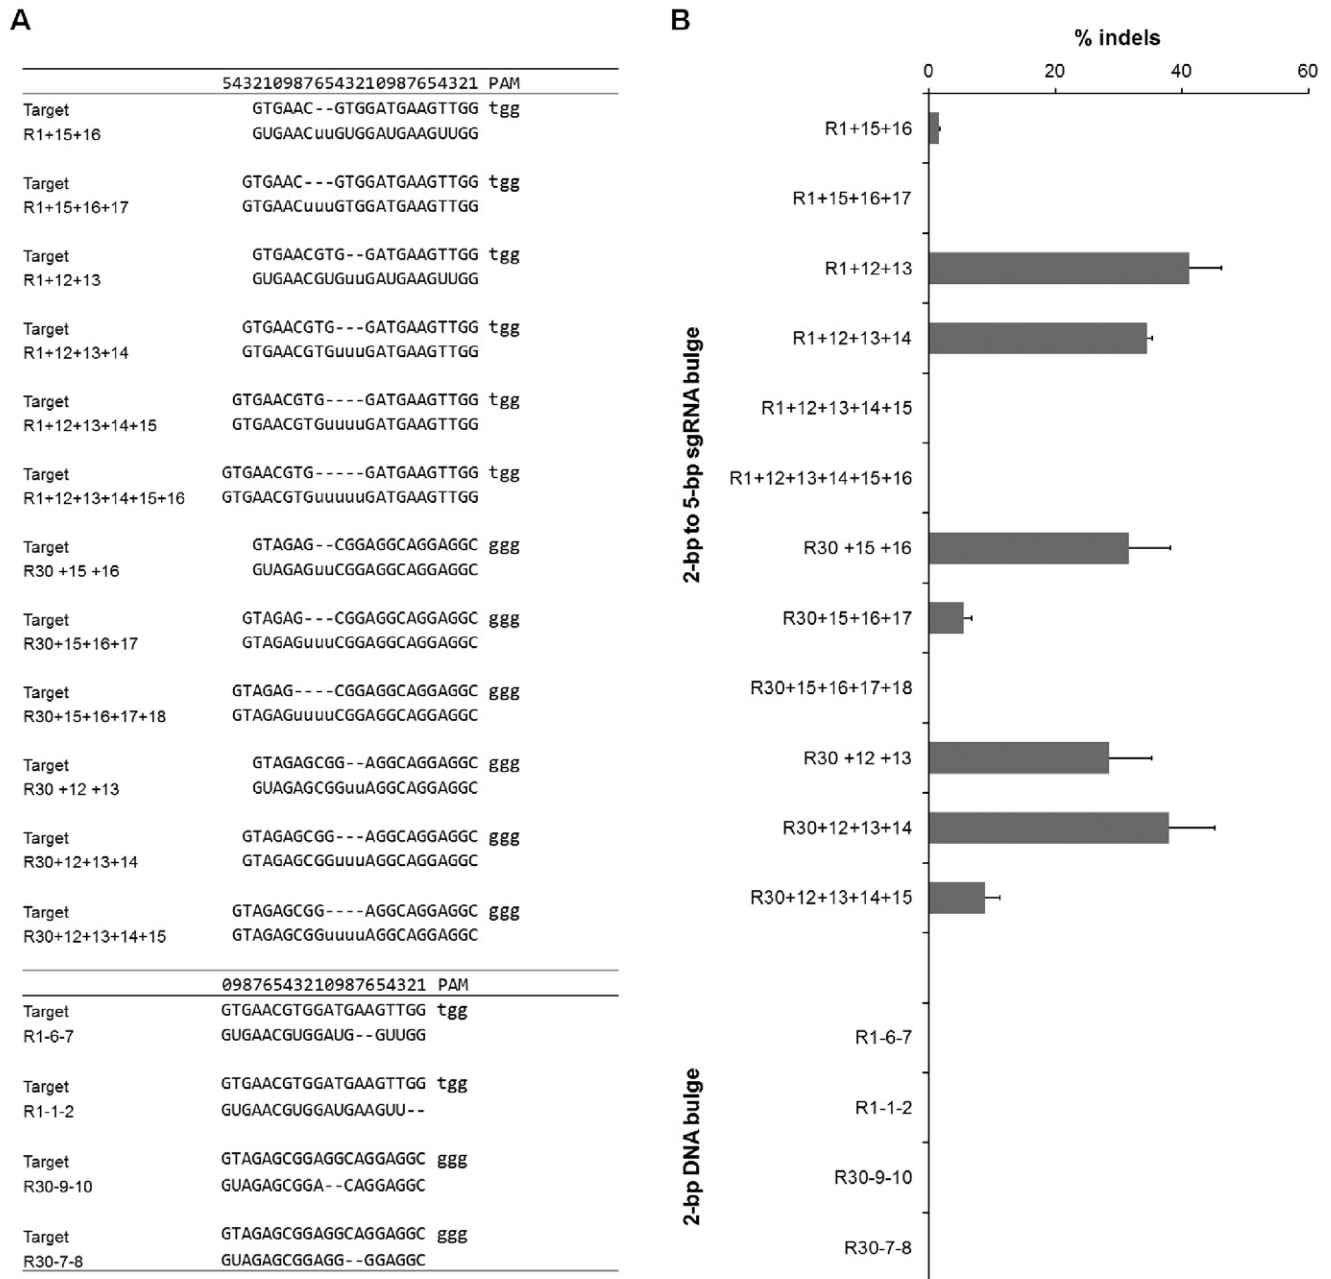 A
5432109876543210987654321 PAM
Target GTGAAC--GTGGATGAAGTTGG tgg
R1+15+16 GUGAACuuGUGGAUGAAGUUGG
Target GTGAAC---GTGGATGAAGTTGG tgg
R1+15+16+17 GTGAACuuuGTGGATGAAGTTGG
Target GTGAACGTG--GATGAAGTTGG tgg
R1+12+13 GUGAACGUGuuGAUGAAGUUGG
Target GTGAACGTG---GATGAAGTTGG tgg
R1+12+13+14 GTGAACGTGuuuGATGAAGTTGG
Target GTGAACGTG----GATGAAGTTGG tgg
R1+12+13+14+15 GTGAACGTGuuuuGATGAAGTTGG
Target GTGAACGTG-----GATGAAGTTGG tgg
R1+12+13+14+15+16 GTGAACGTGuuuuuGATGAAGTTGG
Target GTAGAG--CGGAGGCAGGAGGC ggg
R30 +15 +16 GUAGAGuuCGGAGGCAGGAGGC
Target GTAGAG---CGGAGGCAGGAGGC ggg
R30+15+16+17 GTAGAGuuuCGGAGGCAGGAGGC
Target GTAGAG----CGGAGGCAGGAGGC ggg
R30+15+16+17+18 GTAGAGuuuuCGGAGGCAGGAGGC
Target GTAGAGCGG--AGGCAGGAGGC ggg
R30 +12 +13 GUAGAGCGGuuAGGCAGGAGGC
Target GTAGAGCGG---AGGCAGGAGGC ggg
R30+12+13+14 GTAGAGCGGuuuAGGCAGGAGGC
Target GTAGAGCGG----AGGCAGGAGGC ggg
R30+12+13+14+15 GTAGAGCGGuuuuAGGCAGGAGGC
09876543210987654321 PAM
Target GTGAACGTGGATGAAGTTGG tgg
R1-6-7 GUGAACGUGGAUG--GUUGG
Target GTGAACGTGGATGAAGTTGG tgg
R1-1-2 GUGAACGUGGAUGAAGUU--
Target GTAGAGCGGAGGCAGGAGGC ggg
R30-9-10 GUAGAGCGGA--CAGGAGGC
Target GTAGAGCGGAGGCAGGAGGC ggg
R30-7-8 GUAGAGCGGAGG--GGAGGC
B
% indels
0 20 40 60
2-bp to 5-bp sgRNA bulge
R1+15+16
R1+15+16+17
R1+12+13
R1+12+13+14
R1+12+13+14+15
R1+12+13+14+15+16
R30 +15 +16
R30+15+16+17
R30+15+16+17+18
R30 +12 +13
R30+12+13+14
R30+12+13+14+15
2-bp DNA bulge
R1-6-7
R1-1-2
R30-9-10
R30-7-8